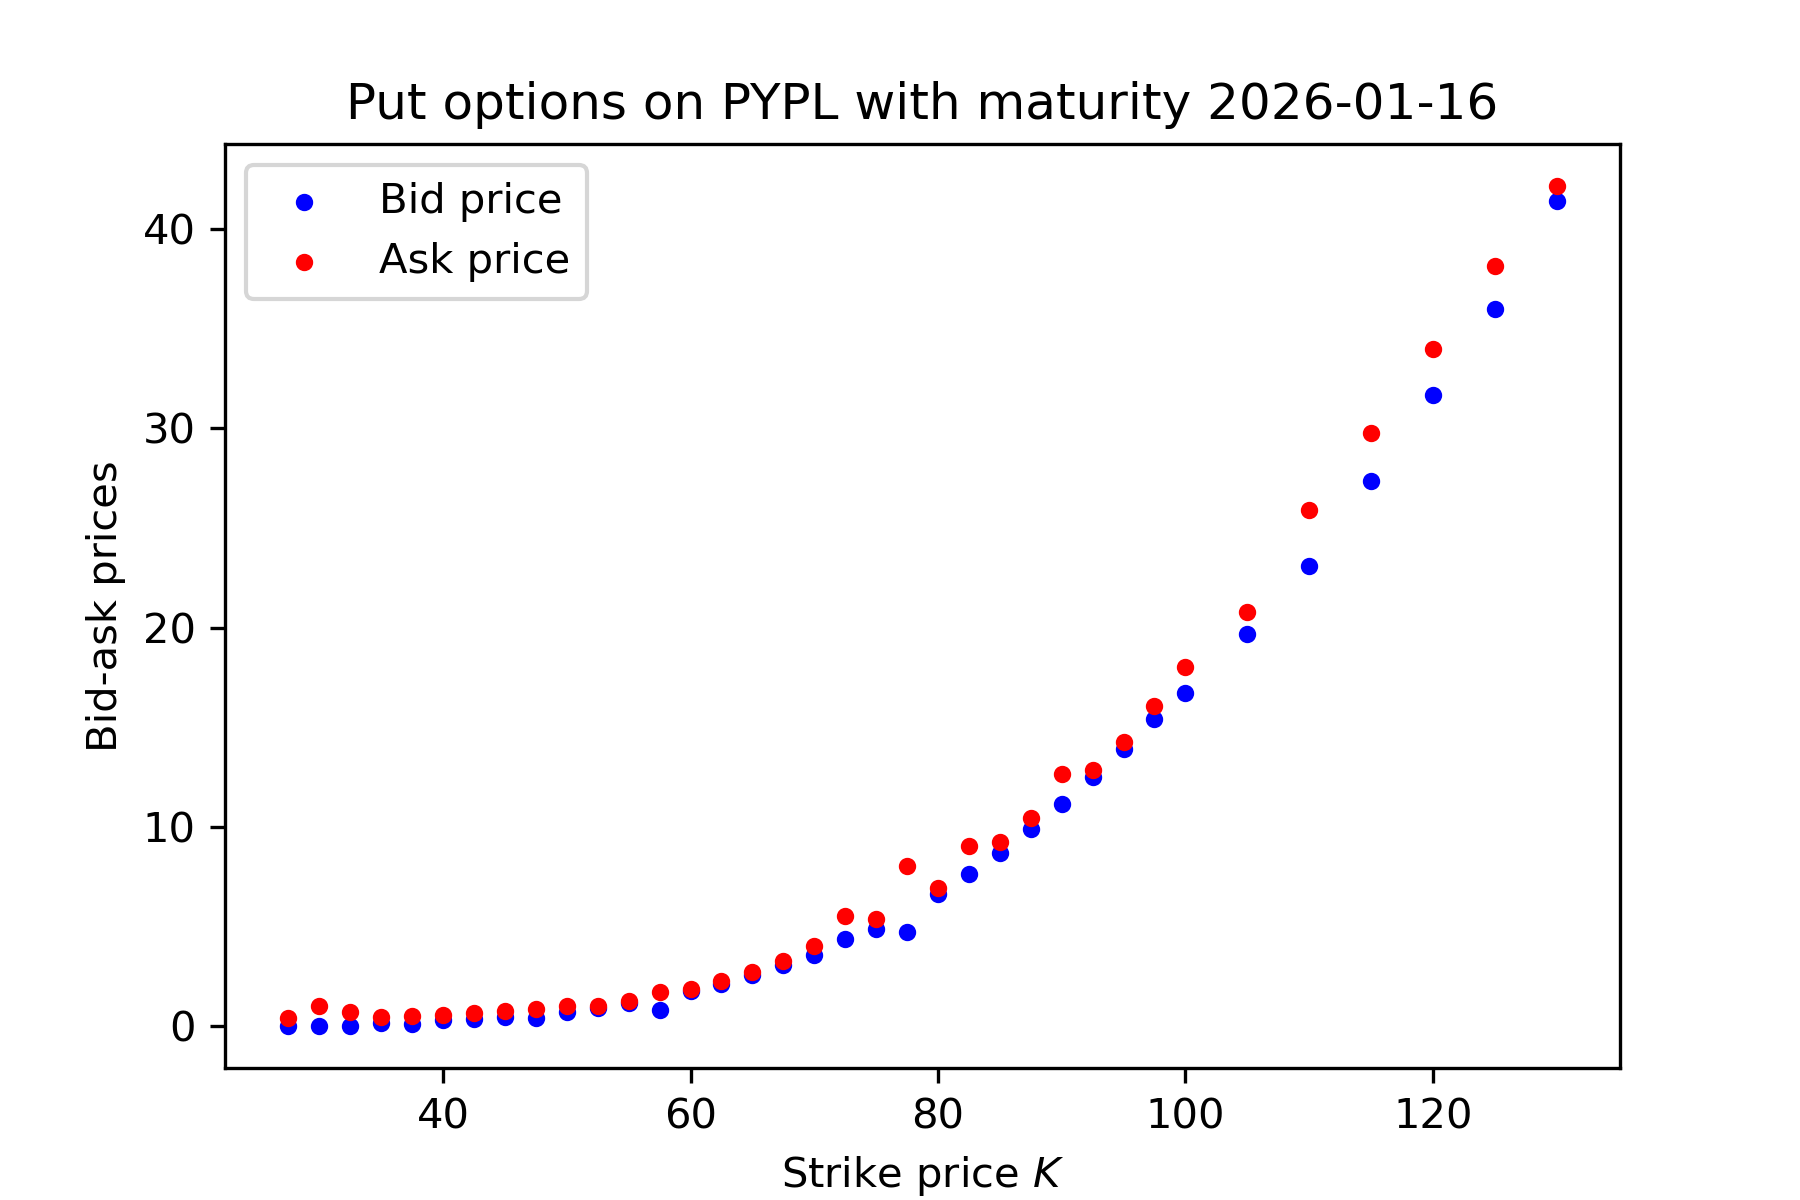 Put options on PYPL with maturity 2026-01-16
Bid price
Ask price
40
30
20
10
0
Bid-ask prices
40 60 80 100 120
Strike price K